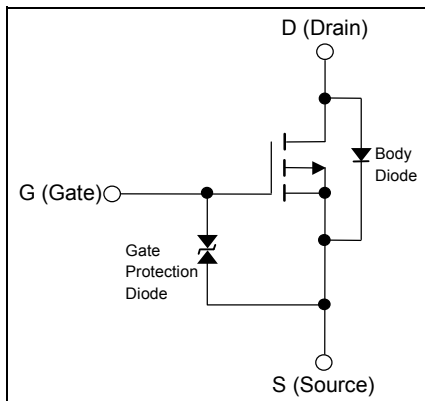 D (Drain)
Body
Diode
G (Gate)
Gate
Protection
Diode
S (Source)